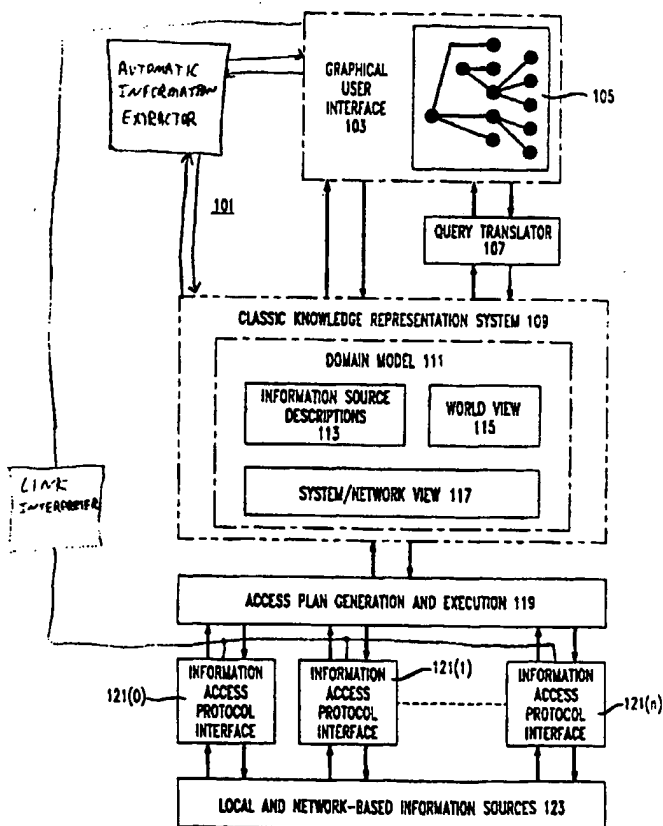 AUTOMATIC
INFORMATION
EXTRACTOR
GRAPHICAL
USER
INTERFACE
103
105
101
QUERY TRANSLATOR
107
CLASSIC KNOWLEDGE REPRESENTATION SYSTEM 109
DOMAIN MODEL 111
INFORMATION SOURCE
DESCRIPTIONS
113
WORLD VIEW
115
SYSTEM/NETWORK VIEW 117
LINK
INTERPRETER
ACCESS PLAN GENERATION AND EXECUTION 119
121(0)
INFORMATION
ACCESS
PROTOCOL
INTERFACE
INFORMATION
ACCESS
PROTOCOL
INTERFACE
121(1)
INFORMATION
ACCESS
PROTOCOL
INTERFACE
121(n)
LOCAL AND NETWORK-BASED INFORMATION SOURCES 123